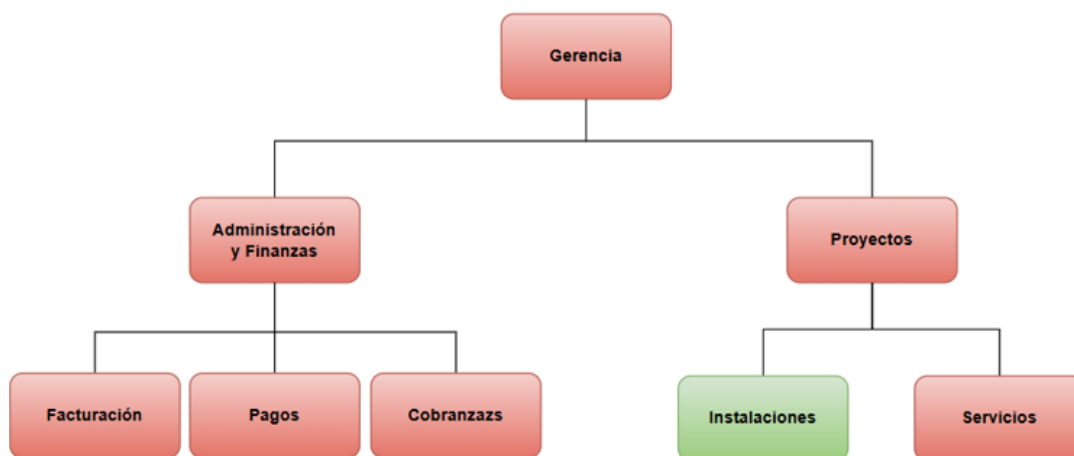 Gerencia
Administración
y Finanzas
Proyectos
Facturación
Pagos
Cobranzazs
Instalaciones
Servicios